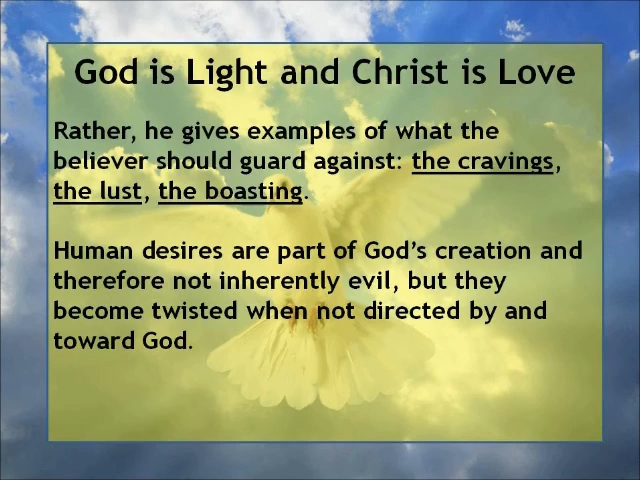 God is Light and Christ is Love
Rather, he gives examples of what the
believer should guard against: the cravings,
the lust, the boasting.
Human desires are part of God’s creation and
therefore not inherently evil, but they
become twisted when not directed by and
toward God.